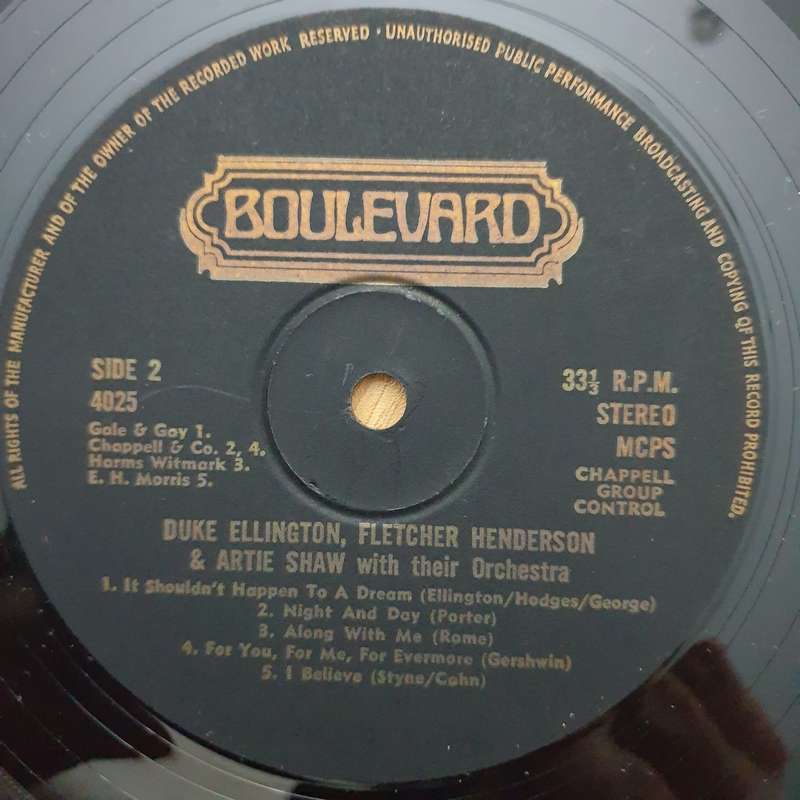 ALL RIGHTS OF THE MANUFACTURER AND OF THE OWNER OF THE RECORDED WORK RESERVED · UNAUTHORISED PUBLIC PERFORMANCE BROADCASTING AND COPYING OF THIS RECORD PROHIBITED.
BOULEVARD
SIDE 2
4025
Gale & Gay 1.
Chappell & Co. 2, 4.
Harms Witmark 3.
E. H. Morris 5.
33⅓ R.P.M.
STEREO
MCPS
CHAPPELL
GROUP
CONTROL
DUKE ELLINGTON, FLETCHER HENDERSON
& ARTIE SHAW with their Orchestra
1. It Shouldn't Happen To A Dream (Ellington/Hodges/George)
2. Night And Day (Porter)
3. Along With Me (Rome)
4. For You, For Me, For Evermore (Gershwin)
5. I Believe (Styne/Cahn)